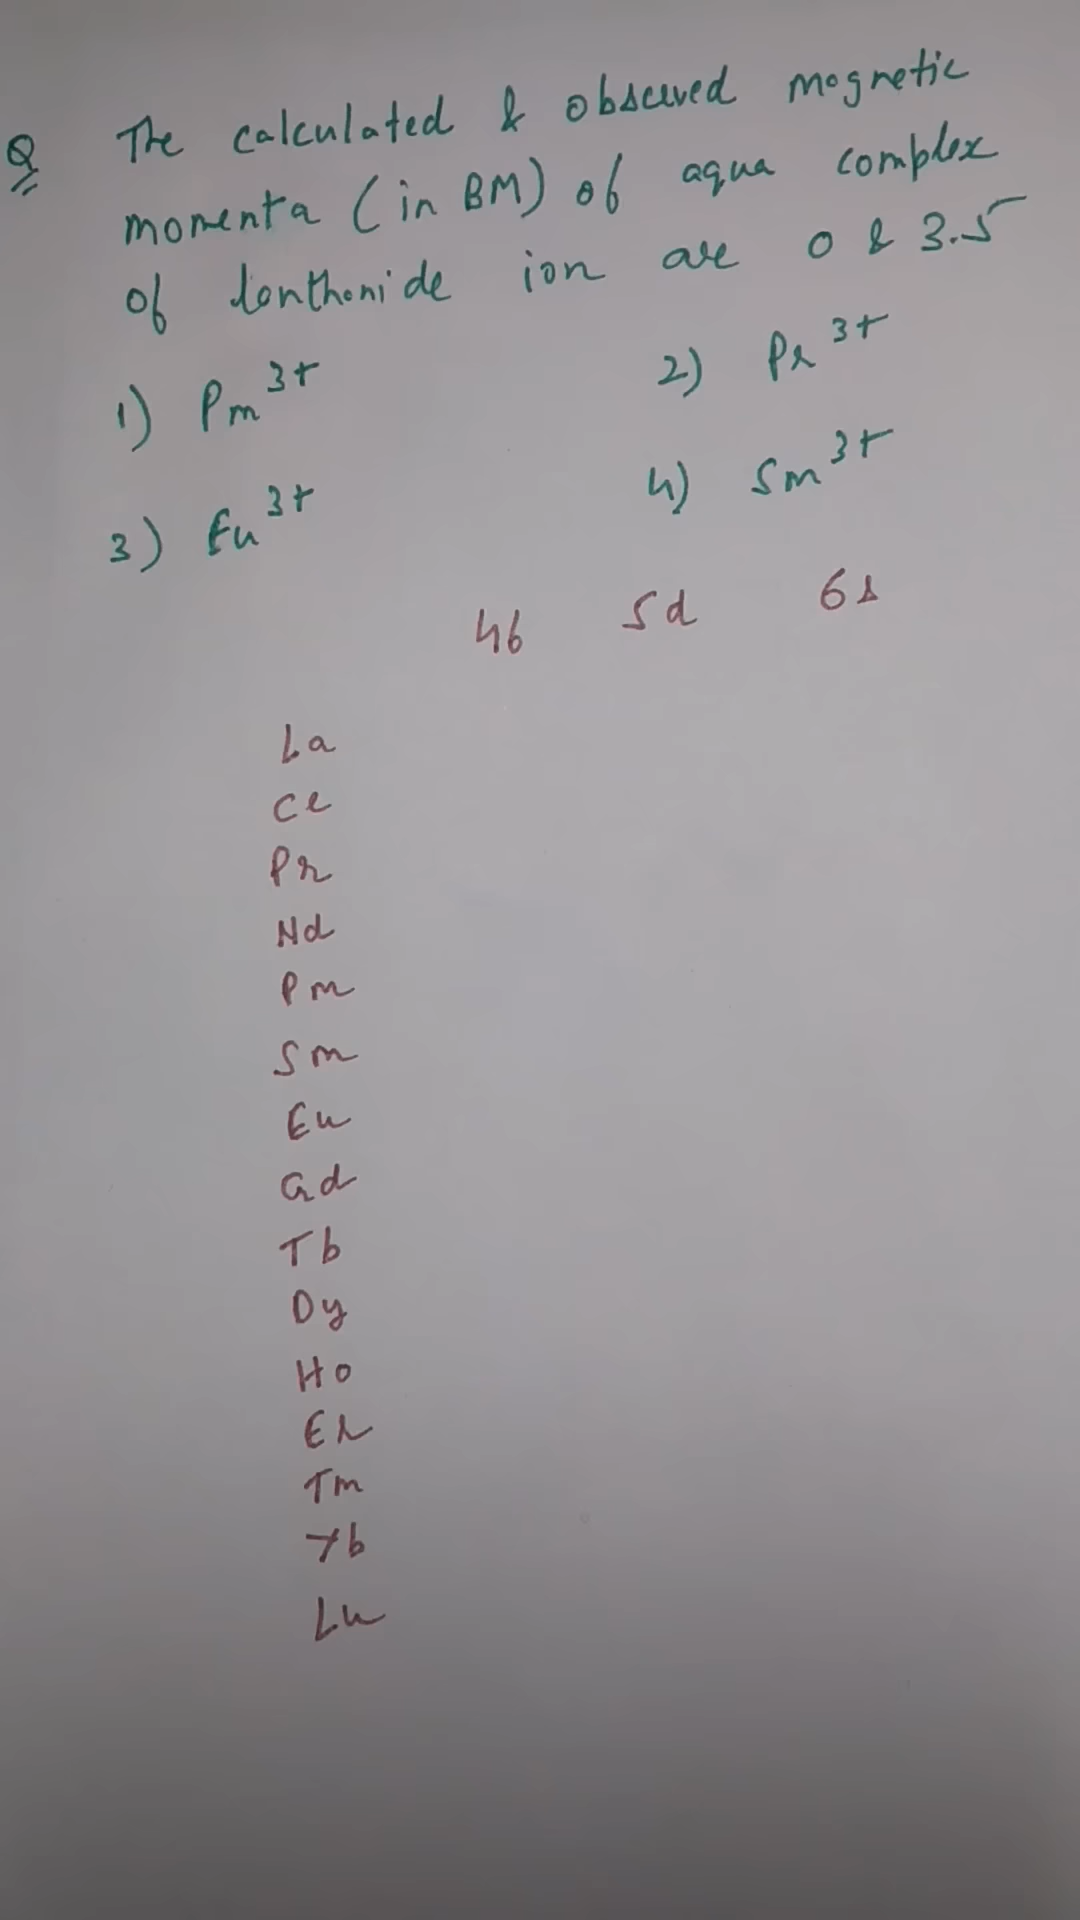 Q The calculated & observed magnetic
momenta (in BM) of aqua complex
of lanthanide ion are 0 & 3.5
1) Pm³⁺ 2) Pr³⁺
3) Eu³⁺ 4) Sm³⁺
4f 5d 6s
La
Ce
Pr
Nd
Pm
Sm
Eu
Gd
Tb
Dy
Ho
Er
Tm
Yb
Lu